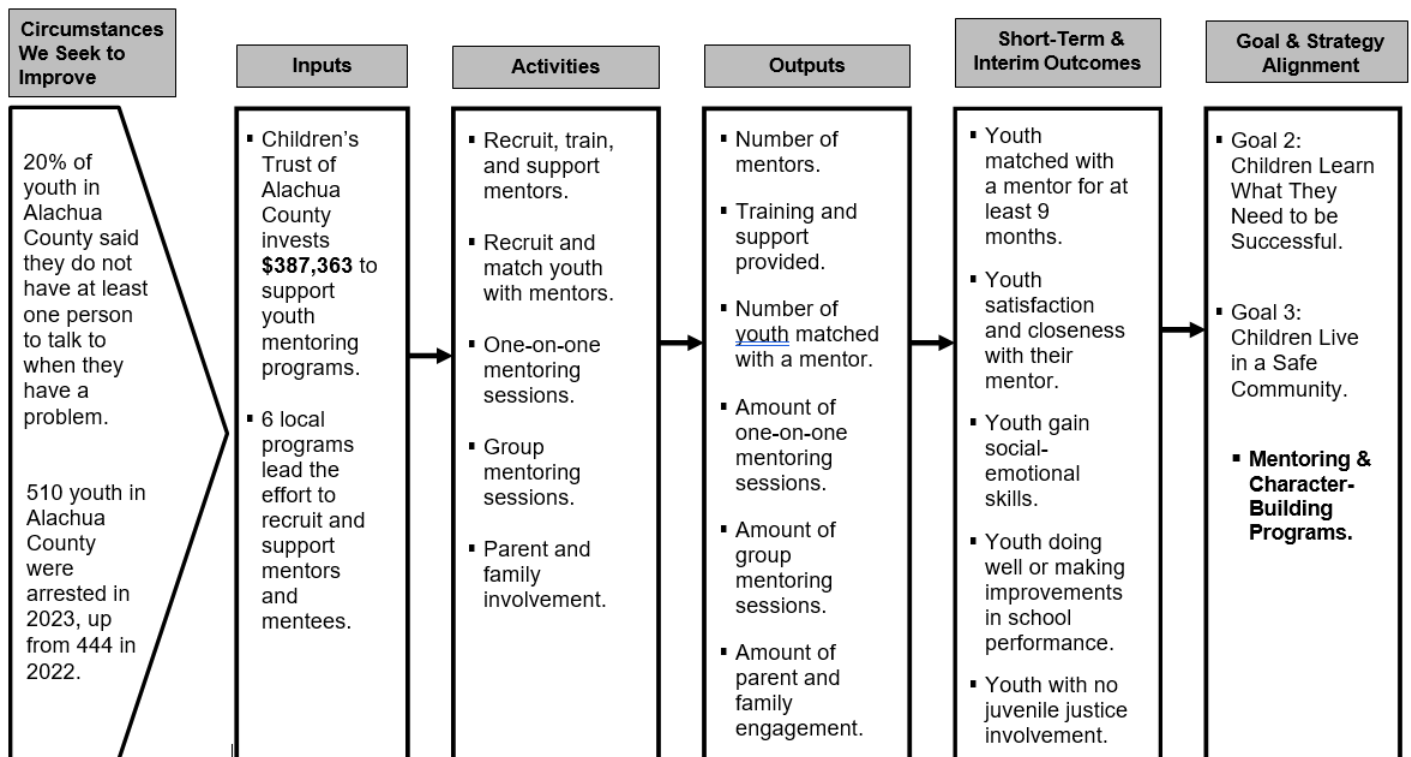 Circumstances
We Seek to
Improve
20% of
youth in
Alachua
County said
they do not
have at least
one person
to talk to
when they
have a
problem.
510 youth in
Alachua
County
were
arrested in
2023, up
from 444 in
2022.
Inputs
▪ Children’s
Trust of
Alachua
County
invests
$387,363 to
support
youth
mentoring
programs.
▪ 6 local
programs
lead the
effort to
recruit and
support
mentors
and
mentees.
Activities
▪ Recruit, train,
and support
mentors.
▪ Recruit and
match youth
with mentors.
▪ One-on-one
mentoring
sessions.
▪ Group
mentoring
sessions.
▪ Parent and
family
involvement.
Outputs
▪ Number of
mentors.
▪ Training and
support
provided.
▪ Number of
youth matched
with a mentor.
▪ Amount of
one-on-one
mentoring
sessions.
▪ Amount of
group
mentoring
sessions.
▪ Amount of
parent and
family
engagement.
Short-Term &
Interim Outcomes
▪ Youth
matched with
a mentor for at
least 9
months.
▪ Youth
satisfaction
and closeness
with their
mentor.
▪ Youth gain
social-
emotional
skills.
▪ Youth doing
well or making
improvements
in school
performance.
▪ Youth with no
juvenile justice
involvement.
Goal & Strategy
Alignment
▪ Goal 2:
Children Learn
What They
Need to be
Successful.
▪ Goal 3:
Children Live
in a Safe
Community.
▪ Mentoring &
Character-
Building
Programs.